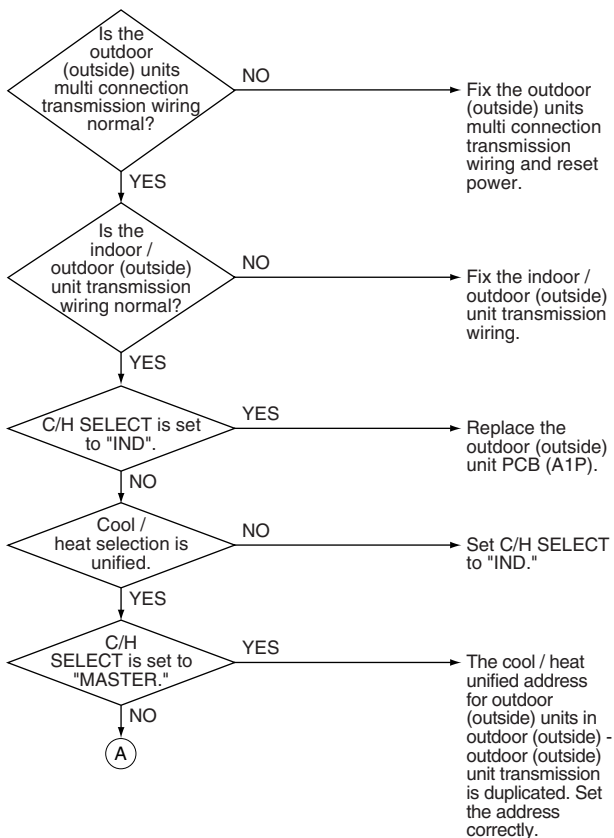 Is the
outdoor
(outside) units
multi connection
transmission wiring
normal?
NO
Fix the outdoor
(outside) units
multi connection
transmission
wiring and reset
power.
YES
Is the
indoor /
outdoor (outside)
unit transmission
wiring normal?
NO
Fix the indoor /
outdoor (outside)
unit transmission
wiring.
YES
C/H SELECT is set
to "IND".
YES
Replace the
outdoor (outside)
unit PCB (A1P).
NO
Cool /
heat selection is
unified.
NO
Set C/H SELECT
to "IND."
YES
C/H
SELECT is set to
"MASTER."
YES
The cool / heat
unified address
for outdoor
(outside) units in
outdoor (outside) -
outdoor (outside)
unit transmission
is duplicated. Set
the address
correctly.
NO
A